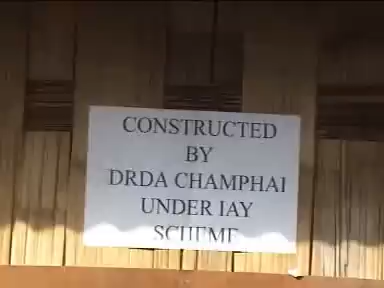 CONSTRUCTED
BY
DRDA CHAMPHAI
UNDER IAY
SCHEME